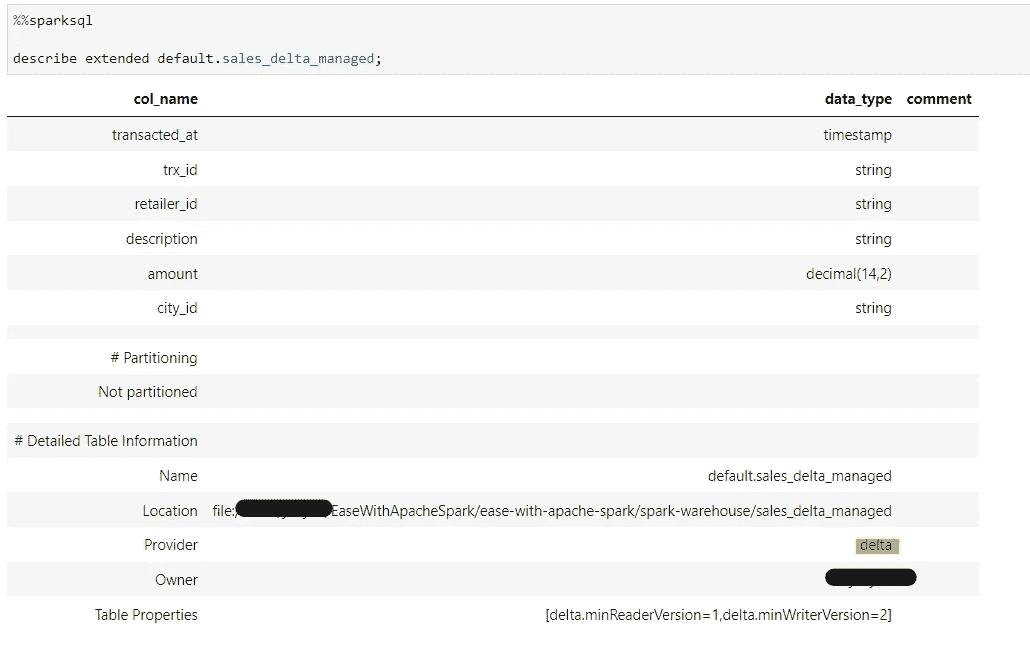 %%sparksql
describe extended default.sales_delta_managed;
col_name data_type comment
transacted_at timestamp
trx_id string
retailer_id string
description string
amount decimal(14,2)
city_id string
# Partitioning
Not partitioned
# Detailed Table Information
Name default.sales_delta_managed
Location file:/ EaseWithApacheSpark/ease-with-apache-spark/spark-warehouse/sales_delta_managed
Provider delta
Owner
Table Properties [delta.minReaderVersion=1,delta.minWriterVersion=2]